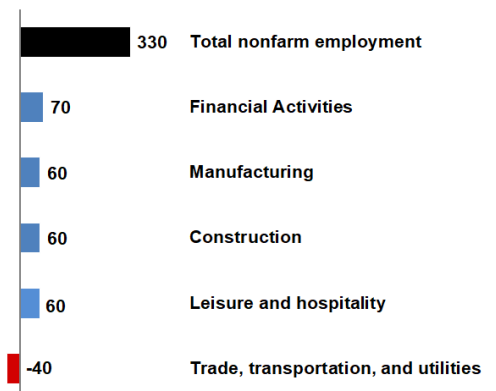 330 Total nonfarm employment
70 Financial Activities
60 Manufacturing
60 Construction
60 Leisure and hospitality
-40 Trade, transportation, and utilities